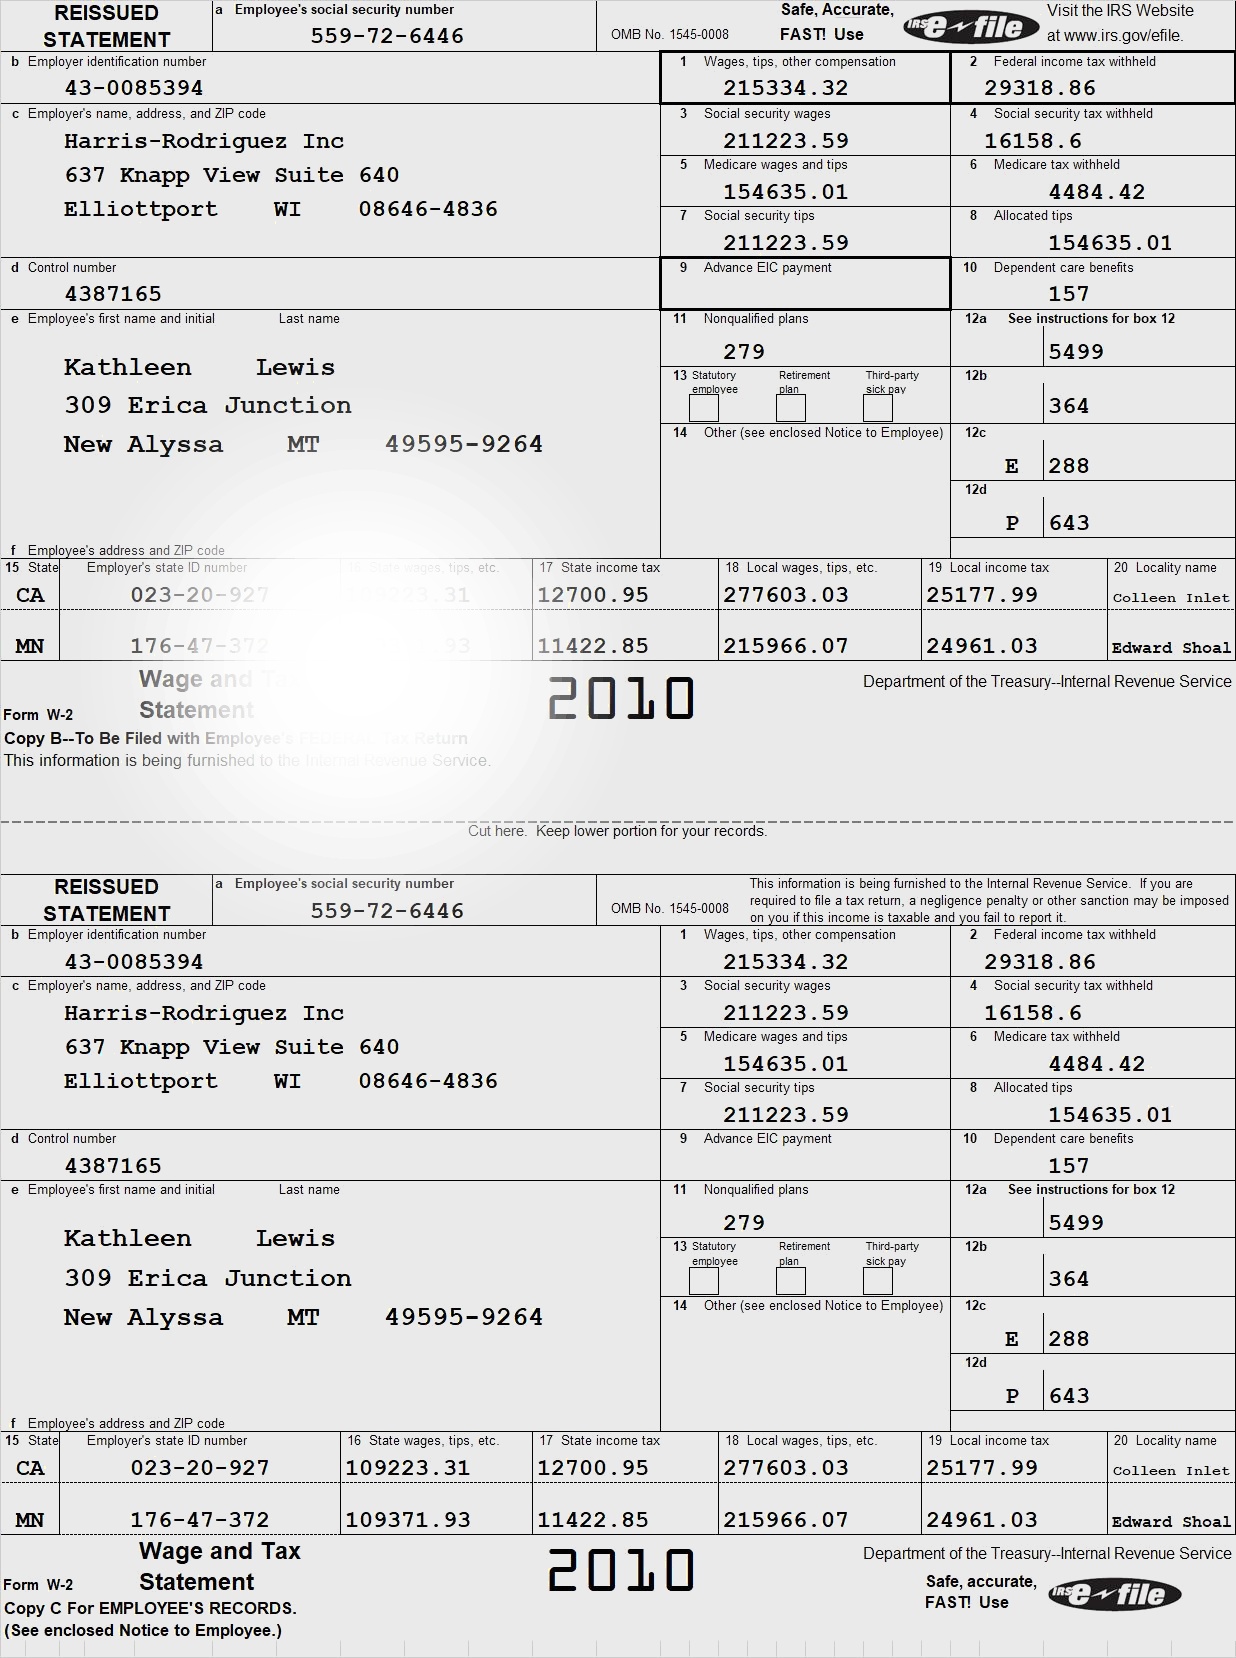 REISSUED STATEMENT
a Employee's social security number
559-72-6446
OMB No. 1545-0008
Safe, Accurate, FAST! Use
IRS e-file
Visit the IRS Website at www.irs.gov/efile.
b Employer identification number
43-0085394
1 Wages, tips, other compensation
215334.32
2 Federal income tax withheld
29318.86
c Employer's name, address, and ZIP code
Harris-Rodriguez Inc
637 Knapp View Suite 640
Elliottport WI 08646-4836
3 Social security wages
211223.59
4 Social security tax withheld
16158.6
5 Medicare wages and tips
154635.01
6 Medicare tax withheld
4484.42
7 Social security tips
211223.59
8 Allocated tips
154635.01
d Control number
4387165
9 Advance EIC payment
10 Dependent care benefits
157
e Employee's first name and initial Last name
Kathleen Lewis
309 Erica Junction
New Alyssa MT 49595-9264
11 Nonqualified plans
279
12a See instructions for box 12
5499
13 Statutory employee Retirement plan Third-party sick pay
12b
364
14 Other (see enclosed Notice to Employee)
12c
E 288
12d
P 643
f Employee's address and ZIP code
15 State Employer's state ID number State wages, tips, etc. 17 State income tax 18 Local wages, tips, etc. 19 Local income tax 20 Locality name
CA 023-20-927 12700.95 277603.03 25177.99 Colleen Inlet
MN 176-47-372 11422.85 215966.07 24961.03 Edward Shoal
Wage and
Statement
Form W-2
2010
Department of the Treasury--Internal Revenue Service
Copy B--To Be Filed with Employee's Tax Return
This information is being furnished to the Internal Revenue Service.
Cut here. Keep lower portion for your records.
REISSUED STATEMENT
a Employee's social security number
559-72-6446
OMB No. 1545-0008
This information is being furnished to the Internal Revenue Service. If you are
required to file a tax return, a negligence penalty or other sanction may be imposed
on you if this income is taxable and you fail to report it.
b Employer identification number
43-0085394
1 Wages, tips, other compensation
215334.32
2 Federal income tax withheld
29318.86
c Employer's name, address, and ZIP code
Harris-Rodriguez Inc
637 Knapp View Suite 640
Elliottport WI 08646-4836
3 Social security wages
211223.59
4 Social security tax withheld
16158.6
5 Medicare wages and tips
154635.01
6 Medicare tax withheld
4484.42
7 Social security tips
211223.59
8 Allocated tips
154635.01
d Control number
4387165
9 Advance EIC payment
10 Dependent care benefits
157
e Employee's first name and initial Last name
Kathleen Lewis
309 Erica Junction
New Alyssa MT 49595-9264
11 Nonqualified plans
279
12a See instructions for box 12
5499
13 Statutory employee Retirement plan Third-party sick pay
12b
364
14 Other (see enclosed Notice to Employee)
12c
E 288
12d
P 643
f Employee's address and ZIP code
15 State Employer's state ID number 16 State wages, tips, etc. 17 State income tax 18 Local wages, tips, etc. 19 Local income tax 20 Locality name
CA 023-20-927 109223.31 12700.95 277603.03 25177.99 Colleen Inlet
MN 176-47-372 109371.93 11422.85 215966.07 24961.03 Edward Shoal
Wage and Tax
Statement
Form W-2
2010
Department of the Treasury--Internal Revenue Service
Safe, accurate,
FAST! Use
IRS e-file
Copy C For EMPLOYEE'S RECORDS.
(See enclosed Notice to Employee.)